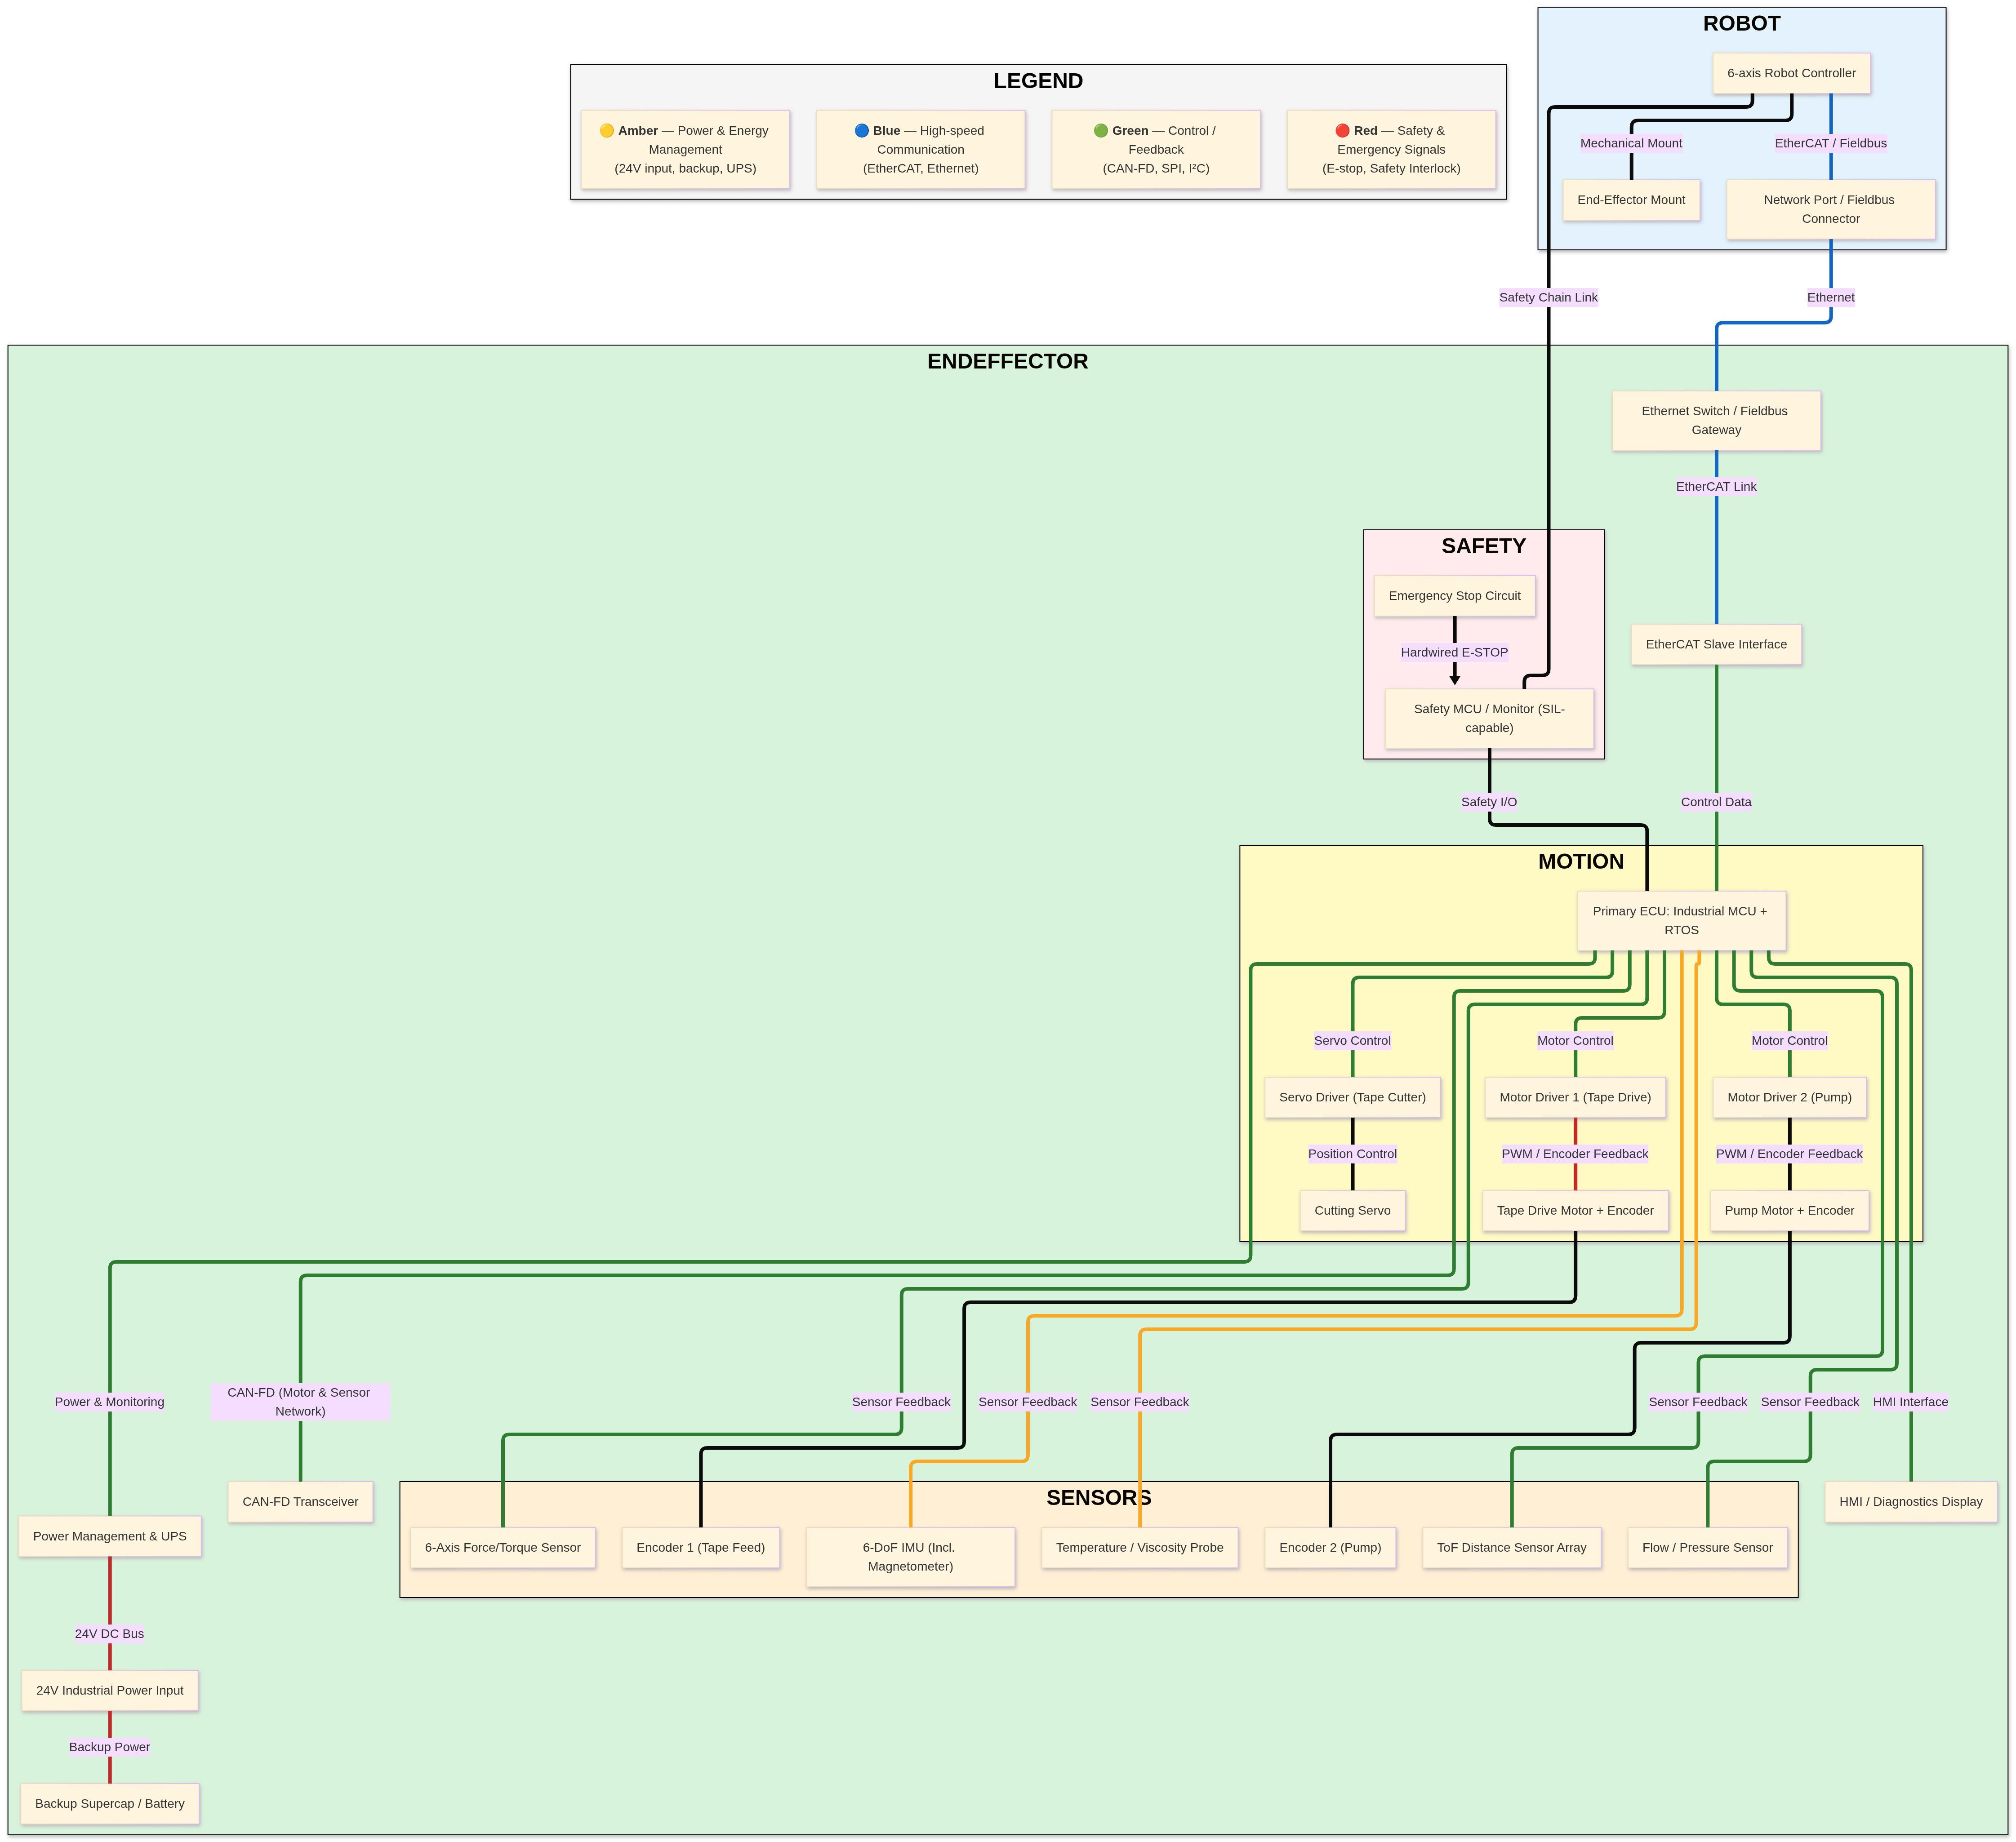 ROBOT
6-axis Robot Controller
LEGEND
🟡 Amber — Power & Energy
Management
(24V input, backup, UPS)
🔵 Blue — High-speed
Communication
(EtherCAT, Ethernet)
🟢 Green — Control /
Feedback
(CAN-FD, SPI, I²C)
🔴 Red — Safety &
Emergency Signals
(E-stop, Safety Interlock)
Mechanical Mount
EtherCAT / Fieldbus
End-Effector Mount
Network Port / Fieldbus
Connector
Safety Chain Link
Ethernet
ENDEFFECTOR
Ethernet Switch / Fieldbus
Gateway
EtherCAT Link
SAFETY
Emergency Stop Circuit
Hardwired E-STOP
EtherCAT Slave Interface
Safety MCU / Monitor (SIL-
capable)
Safety I/O
Control Data
MOTION
Primary ECU: Industrial MCU +
RTOS
Servo Control
Motor Control
Motor Control
Servo Driver (Tape Cutter)
Motor Driver 1 (Tape Drive)
Motor Driver 2 (Pump)
Position Control
PWM / Encoder Feedback
PWM / Encoder Feedback
Cutting Servo
Tape Drive Motor + Encoder
Pump Motor + Encoder
Power & Monitoring
CAN-FD (Motor & Sensor
Network)
Sensor Feedback
Sensor Feedback
Sensor Feedback
Sensor Feedback
Sensor Feedback
HMI Interface
CAN-FD Transceiver
SENSORS
HMI / Diagnostics Display
Power Management & UPS
6-Axis Force/Torque Sensor
Encoder 1 (Tape Feed)
6-DoF IMU (Incl.
Magnetometer)
Temperature / Viscosity Probe
Encoder 2 (Pump)
ToF Distance Sensor Array
Flow / Pressure Sensor
24V DC Bus
24V Industrial Power Input
Backup Power
Backup Supercap / Battery